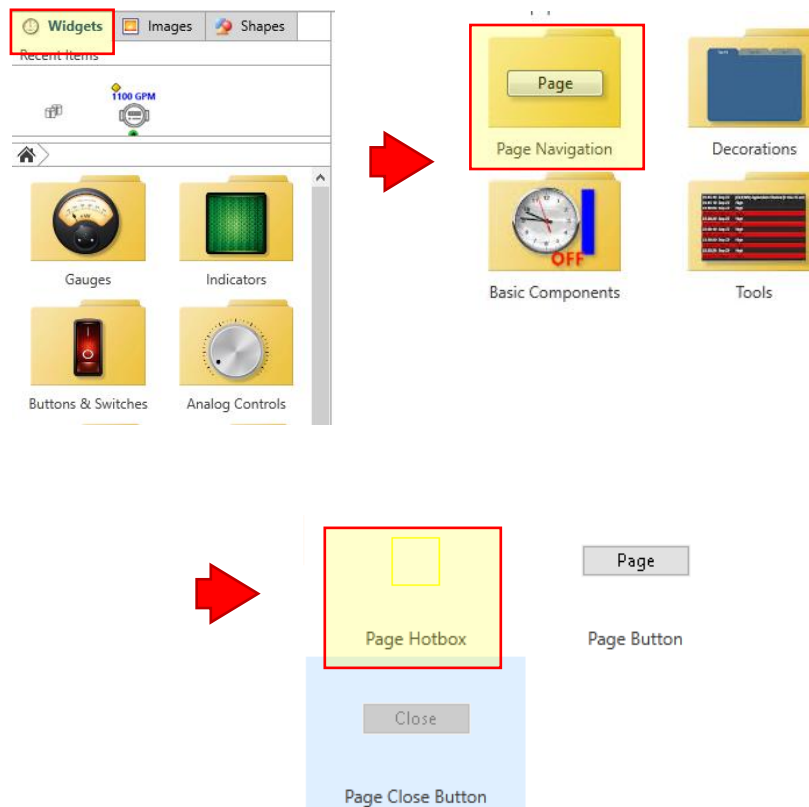 Widgets Images Shapes
Recent Items
1100 GPM
Gauges Indicators
Buttons & Switches Analog Controls
Page
Page Navigation Decorations
OFF
Basic Components Tools
Page
Page Hotbox Page Button
Close
Page Close Button